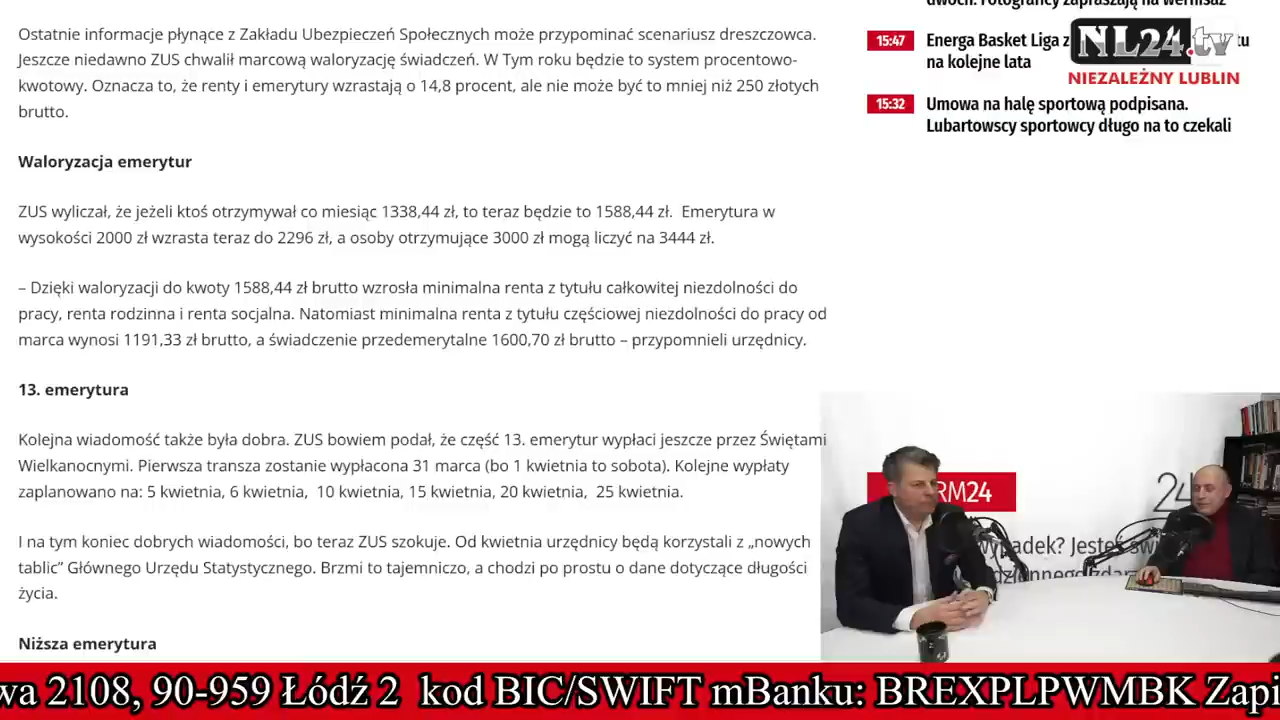 Ostatnie informacje płynące z Zakładu Ubezpieczeń Społecznych może przypominać scenariusz dreszczowca.
Jeszcze niedawno ZUS chwalił marcową waloryzację świadczeń. W Tym roku będzie to system procentowo-
kwotowy. Oznacza to, że renty i emerytury wzrastają o 14,8 procent, ale nie może być to mniej niż 250 złotych
brutto.
Waloryzacja emerytur
ZUS wyliczał, że jeżeli ktoś otrzymywał co miesiąc 1338,44 zł, to teraz będzie to 1588,44 zł. Emerytura w
wysokości 2000 zł wzrasta teraz do 2296 zł, a osoby otrzymujące 3000 zł mogą liczyć na 3444 zł.
– Dzięki waloryzacji do kwoty 1588,44 zł brutto wzrosła minimalna renta z tytułu całkowitej niezdolności do
pracy, renta rodzinna i renta socjalna. Natomiast minimalna renta z tytułu częściowej niezdolności do pracy od
marca wynosi 1191,33 zł brutto, a świadczenie przedemerytalne 1600,70 zł brutto – przypomnieli urzędnicy.
13. emerytura
Kolejna wiadomość także była dobra. ZUS bowiem podał, że część 13. emerytur wypłaci jeszcze przez Świętami
Wielkanocnymi. Pierwsza transza zostanie wypłacona 31 marca (bo 1 kwietnia to sobota). Kolejne wypłaty
zaplanowano na: 5 kwietnia, 6 kwietnia, 10 kwietnia, 15 kwietnia, 20 kwietnia, 25 kwietnia.
I na tym koniec dobrych wiadomości, bo teraz ZUS szokuje. Od kwietnia urzędnicy będą korzystali z „nowych
tablic” Głównego Urzędu Statystycznego. Brzmi to tajemniczo, a chodzi po prostu o dane dotyczące długości
życia.
Niższa emerytura
dwóch. Fotograficy zapraszają na wernisaż
15:47 Energa Basket Liga z
na kolejne lata
15:32 Umowa na halę sportową podpisana.
Lubartowscy sportowcy długo na to czekali
NL24.tv
NIEZALEŻNY LUBLIN
RM24
24
wypadek? Jesteś
2108, 90-959 Łódź 2 kod BIC/SWIFT mBanku: BREXPLPWMBK